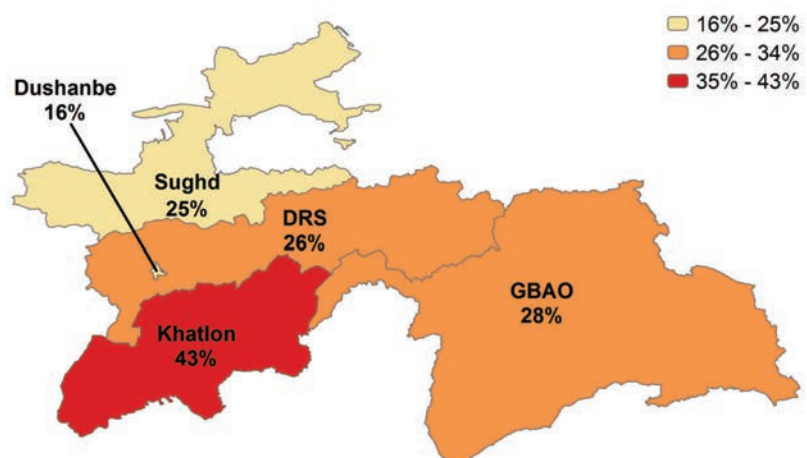 16% - 25%
26% - 34%
35% - 43%
Dushanbe
16%
Sughd
25%
DRS
26%
GBAO
28%
Khatlon
43%